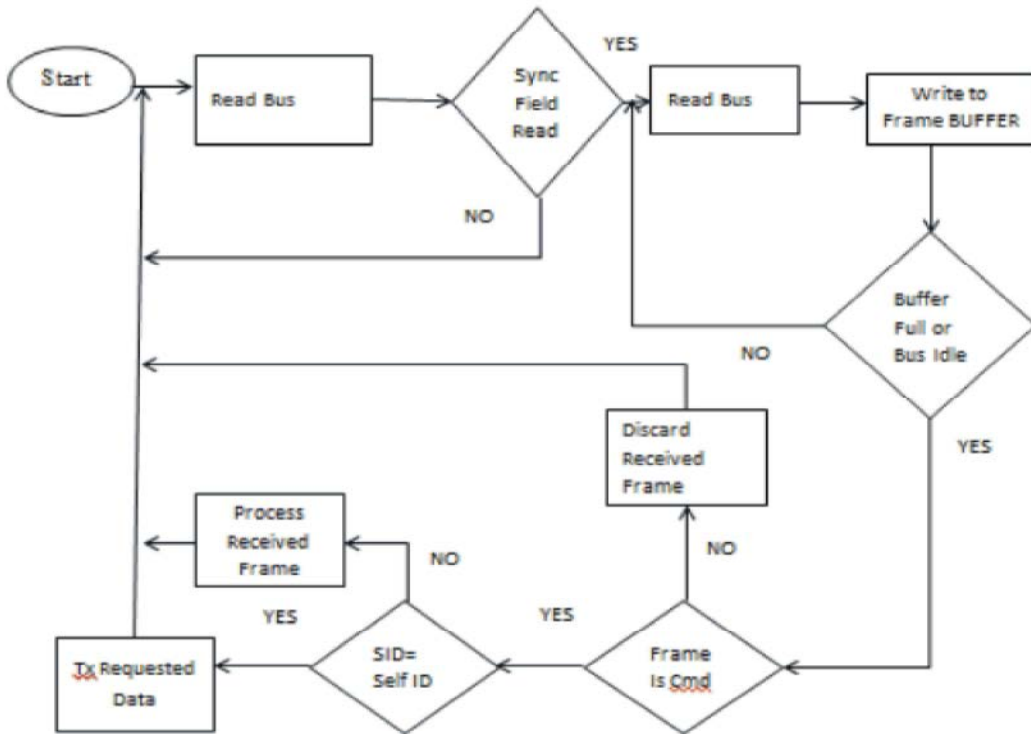 Start
Read Bus
Sync
Field
Read
YES
NO
Read Bus
Write to
Frame BUFFER
Buffer
Full or
Bus Idle
NO
YES
Discard
Received
Frame
NO
Process
Received
Frame
NO
YES
YES
Tx Requested
Data
SID=
Self ID
Frame
Is Cmd